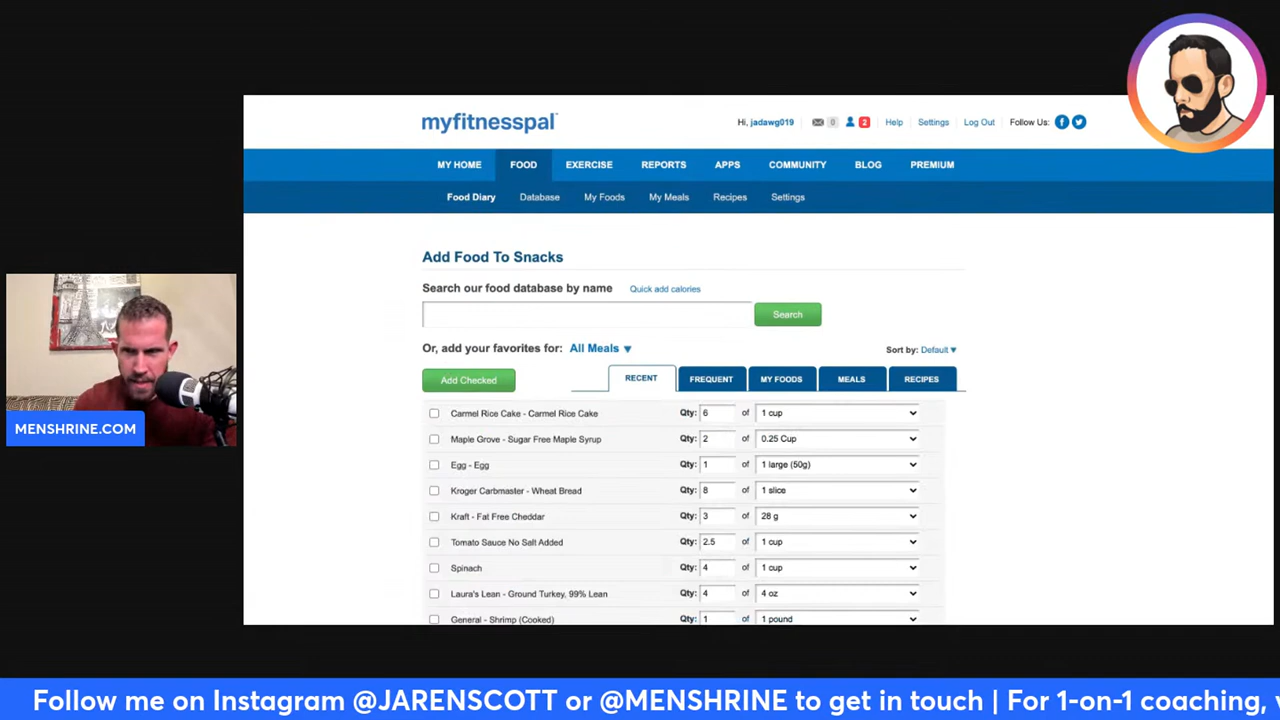 myfitnesspal
Hi, jadawg019 0 2 Help Settings Log Out Follow Us:
MY HOME FOOD EXERCISE REPORTS APPS COMMUNITY BLOG PREMIUM
Food Diary Database My Foods My Meals Recipes Settings
Add Food To Snacks
Search our food database by name Quick add calories
Search
Or, add your favorites for: All Meals ▼
Sort by: Default ▼
Add Checked
RECENT FREQUENT MY FOODS MEALS RECIPES
Carmel Rice Cake - Carmel Rice Cake Qty: 6 of 1 cup
Maple Grove - Sugar Free Maple Syrup Qty: 2 of 0.25 Cup
Egg - Egg Qty: 1 of 1 large (50g)
Kroger Carbmaster - Wheat Bread Qty: 8 of 1 slice
Kraft - Fat Free Cheddar Qty: 3 of 28 g
Tomato Sauce No Salt Added Qty: 2.5 of 1 cup
Spinach Qty: 4 of 1 cup
Laura's Lean - Ground Turkey, 99% Lean Qty: 4 of 4 oz
General - Shrimp (Cooked) Qty: 1 of 1 pound
MENSHRINE.COM
Follow me on Instagram @JARENSCOTT or @MENSHRINE to get in touch | For 1-on-1 coaching,